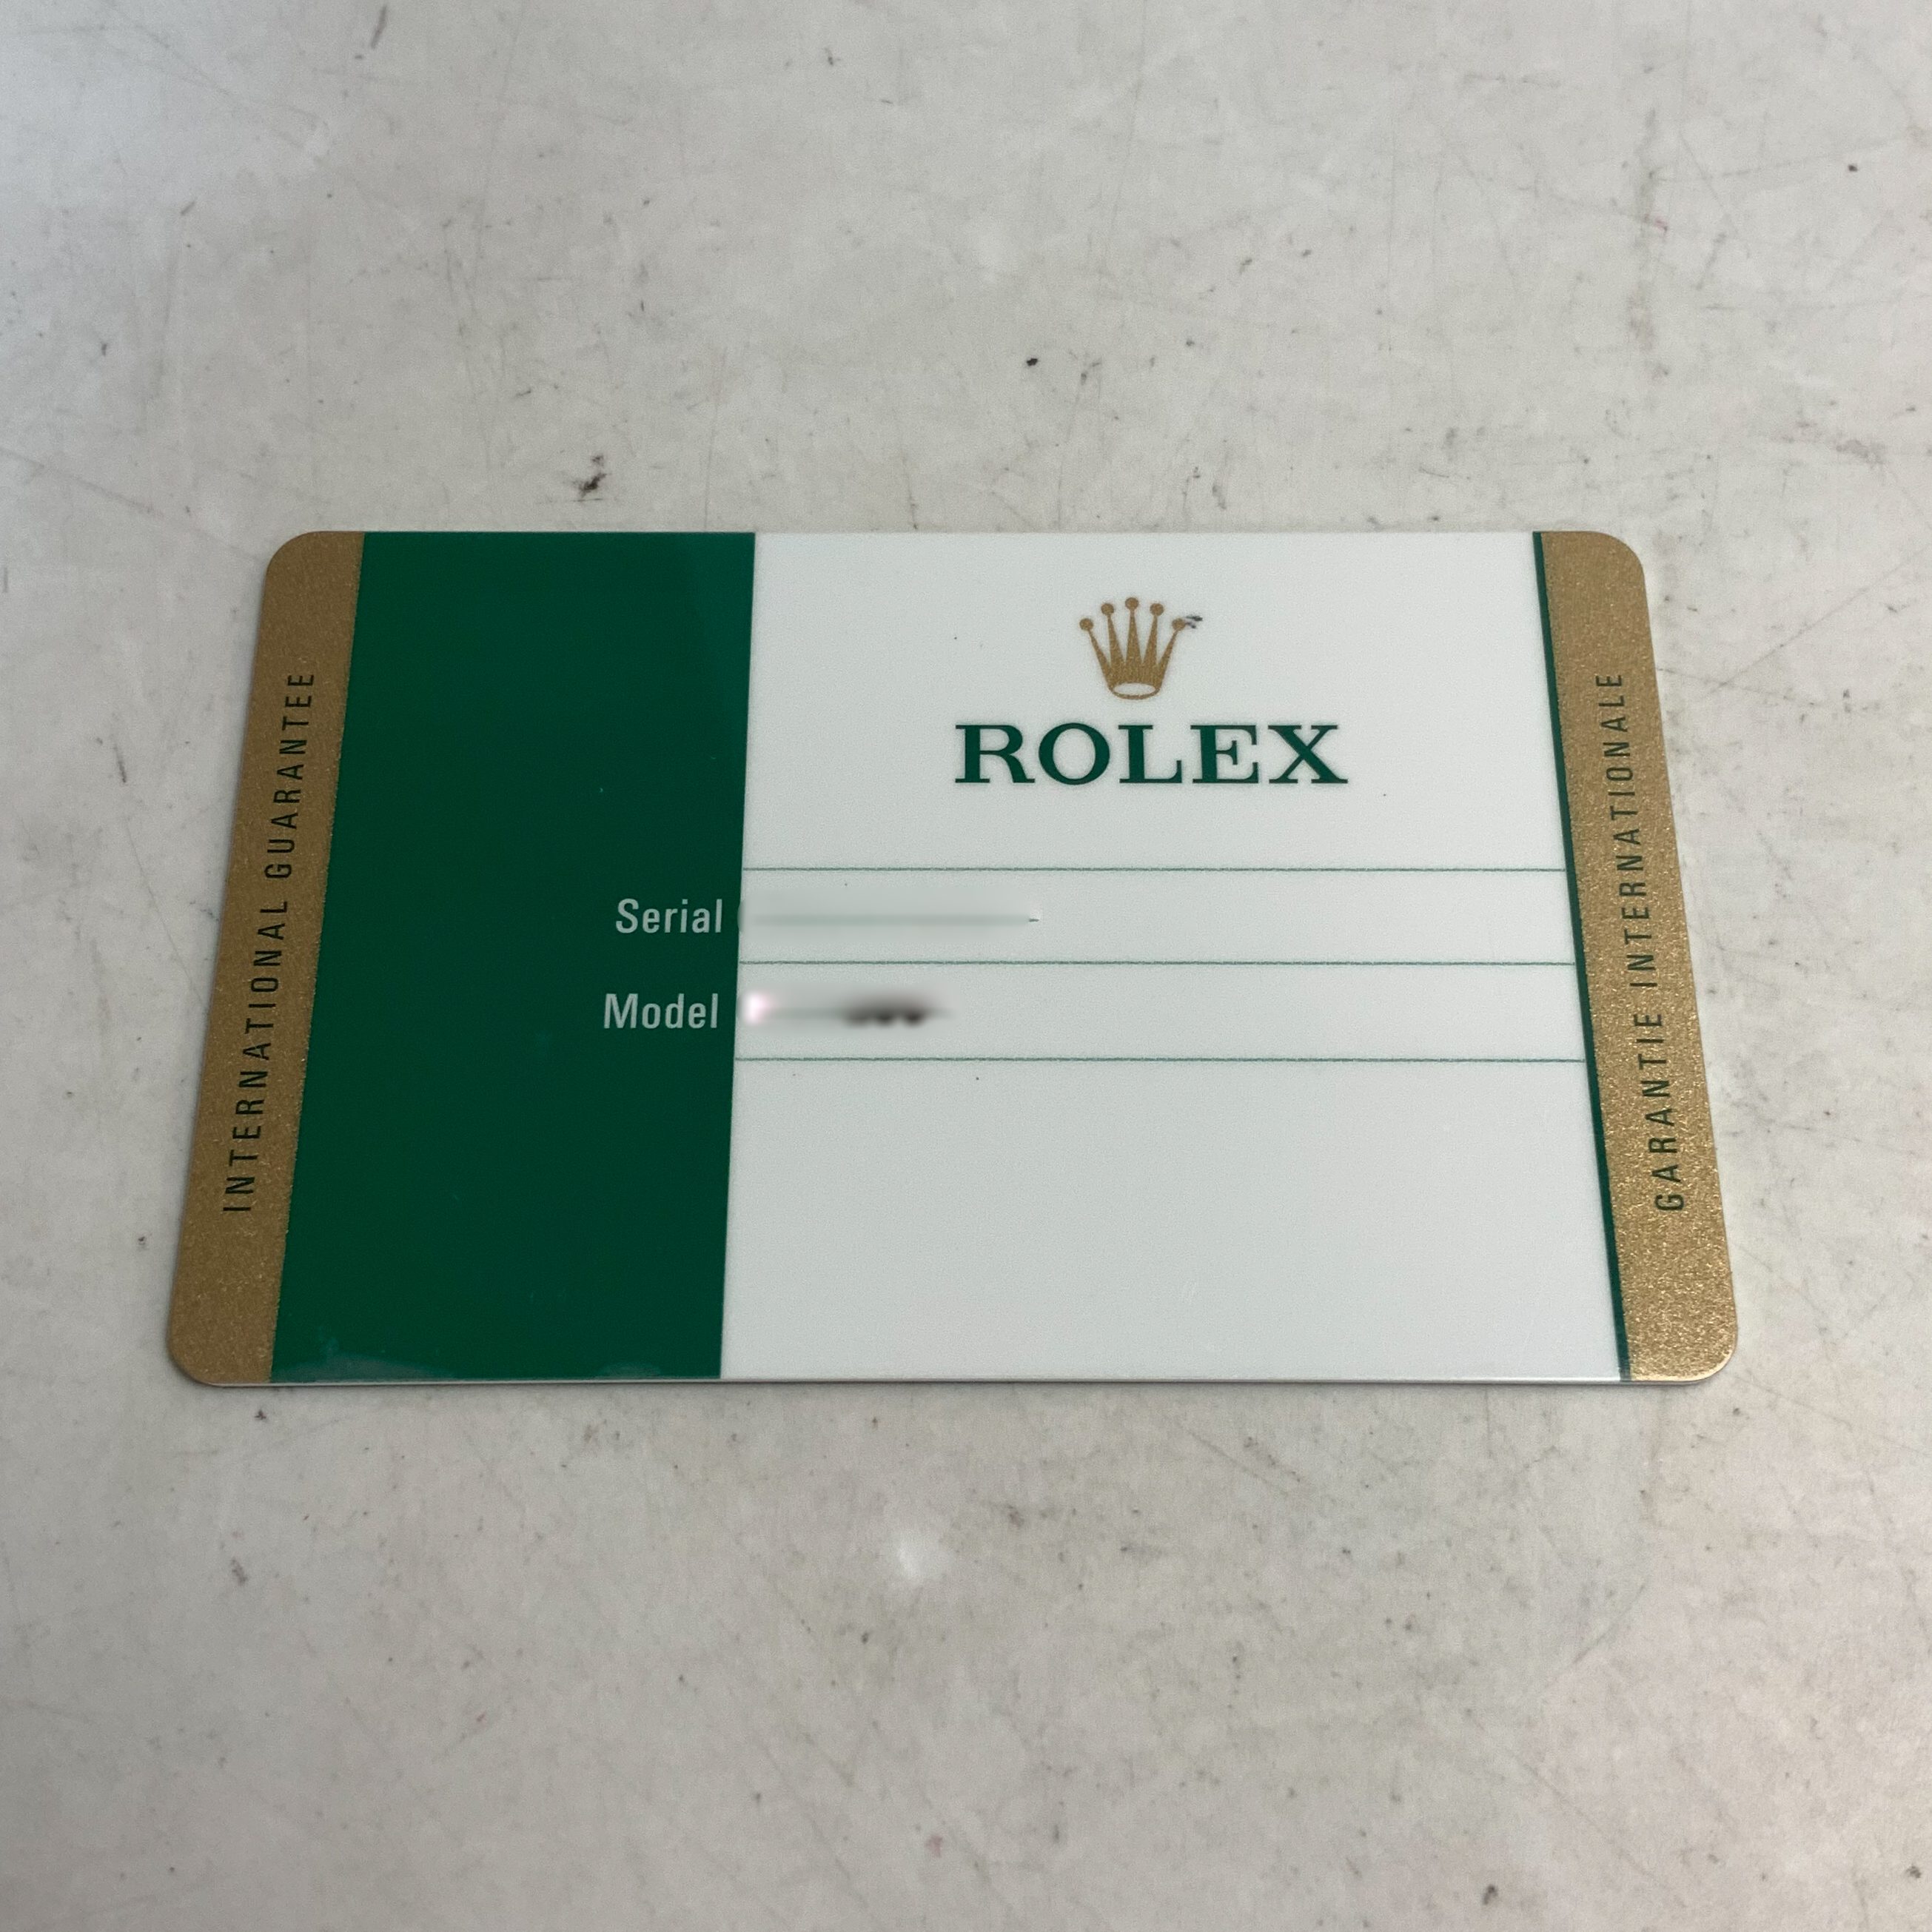 INTERNATIONAL GUARANTEE
ROLEX
Serial
Model
GARANTIE INTERNATIONALE